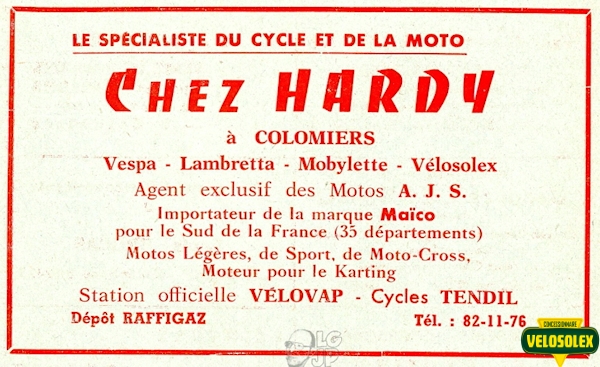 LE SPÉCIALISTE DU CYCLE ET DE LA MOTO
CHEZ HARDY
à COLOMIERS
Vespa - Lambretta - Mobylette - Vélosolex
Agent exclusif des Motos A. J. S.
Importateur de la marque Maïco
pour le Sud de la France (35 départements)
Motos Légères, de Sport, de Moto-Cross,
Moteur pour le Karting
Station officielle VÉLOVAP - Cycles TENDIL
Dépôt RAFFIGAZ Tél. : 82-11-76
LG
JP
CONCESSIONNAIRE
VELOSOLEX